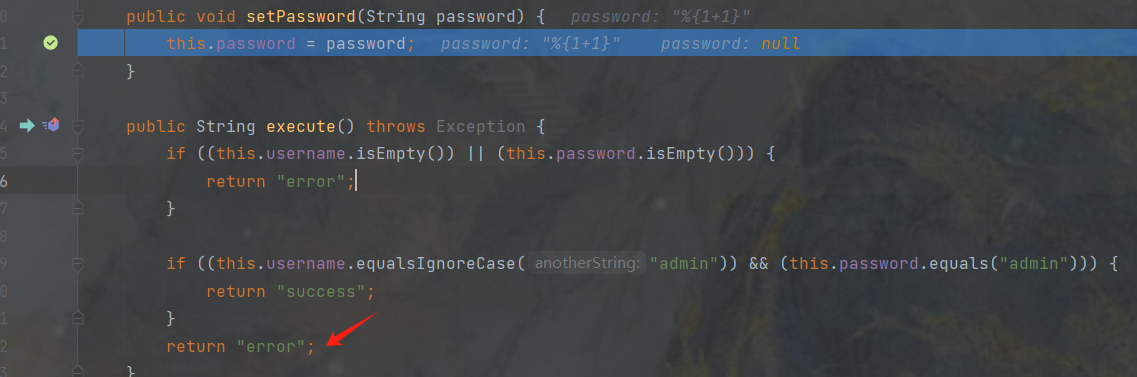 0 public void setPassword(String password) { password: "%{1+1}"
1 this.password = password; password: "%{1+1}" password: null
2 }
3
4 public String execute() throws Exception {
5 if ((this.username.isEmpty()) || (this.password.isEmpty())) {
6 return "error";
7 }
8
9 if ((this.username.equalsIgnoreCase( anotherString: "admin")) && (this.password.equals("admin"))) {
0 return "success";
1 }
2 return "error";
3 }